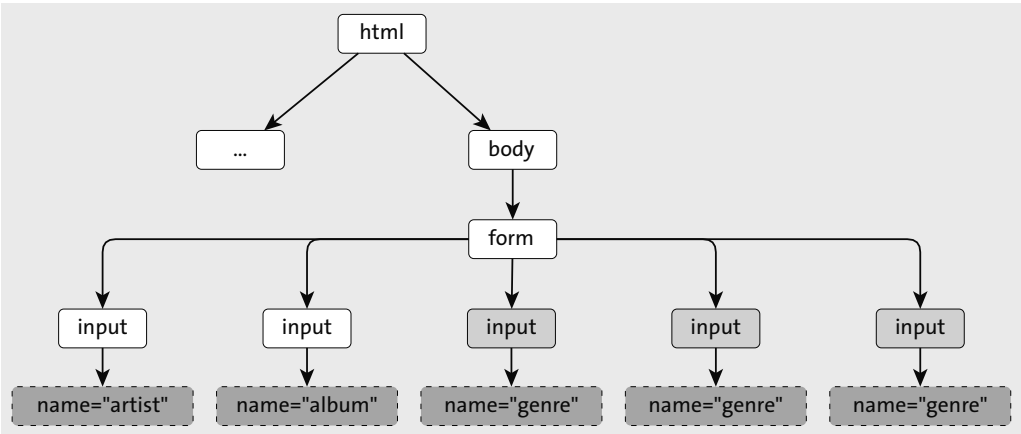 html
...
body
form
input
input
input
input
input
name="artist"
name="album"
name="genre"
name="genre"
name="genre"